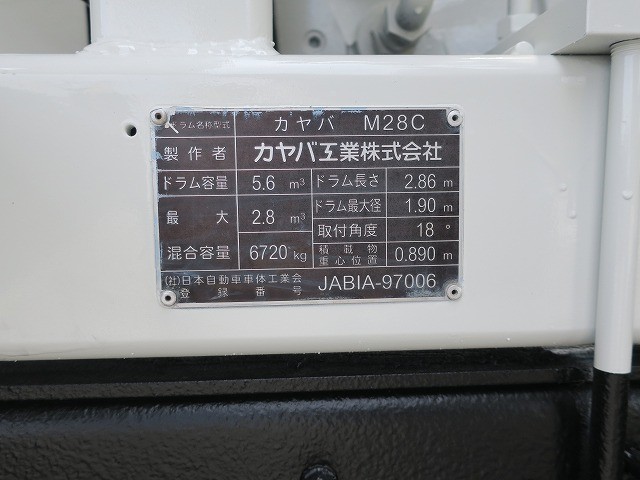 ドラム名称型式 カヤバ M28C
製作者 カヤバ工業株式会社
ドラム容量 5.6 m³ ドラム長さ 2.86 m
最大 2.8 m³ ドラム最大径 1.90 m
取付角度 18 °
混合容量 6720 kg 積載物重心位置 0.890 m
(社)日本自動車車体工業会
登録番号 JABIA-97006